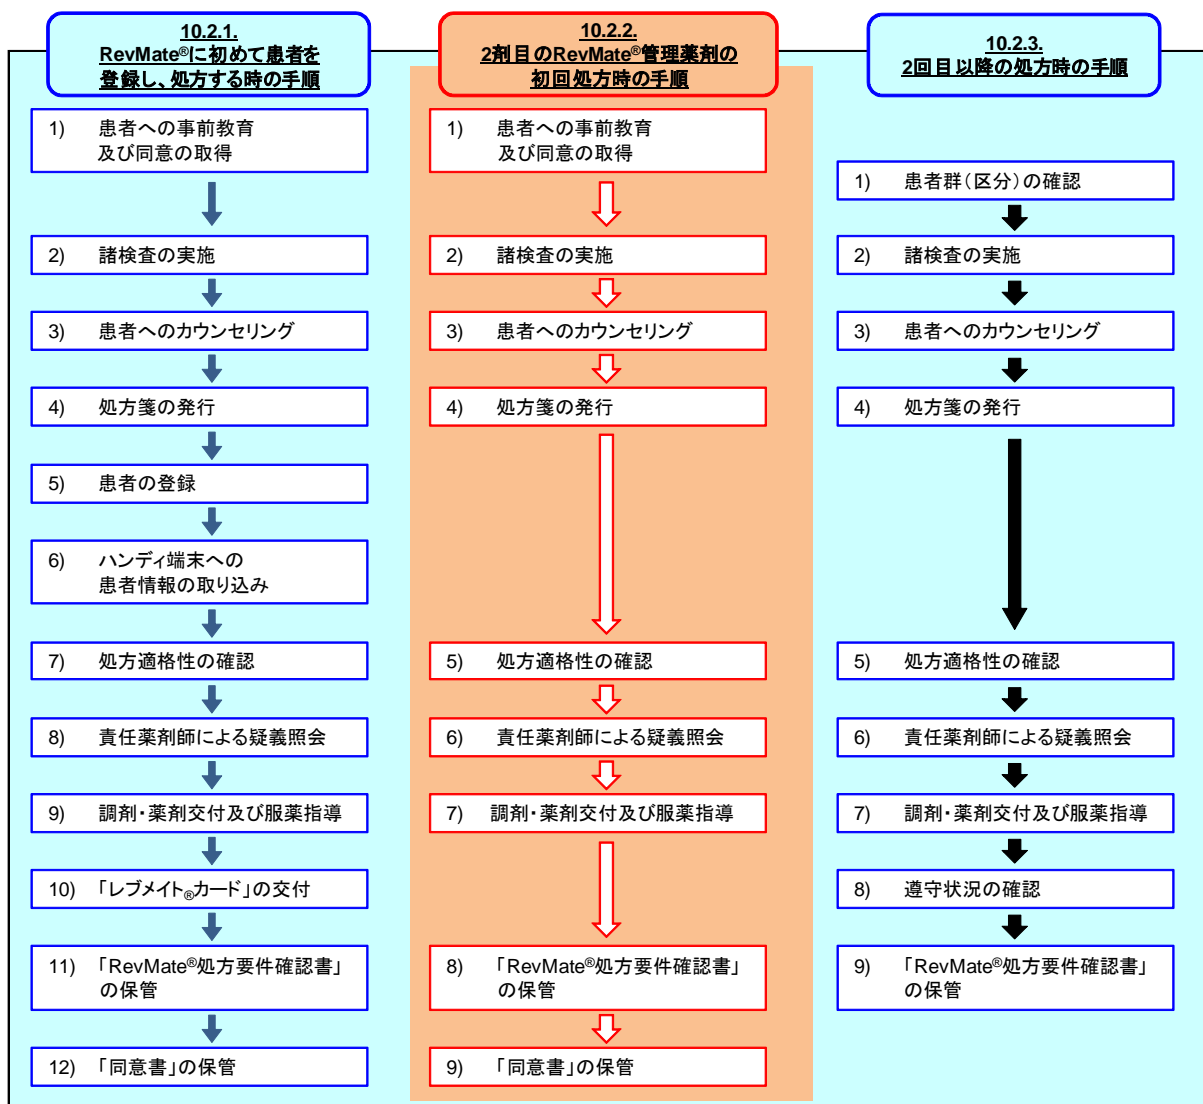 10.2.1.
RevMate®に初めて患者を
登録し、処方する時の手順
1) 患者への事前教育
及び同意の取得
2) 諸検査の実施
3) 患者へのカウンセリング
4) 処方箋の発行
5) 患者の登録
6) ハンディ端末への
患者情報の取り込み
7) 処方適格性の確認
8) 責任薬剤師による疑義照会
9) 調剤・薬剤交付及び服薬指導
10) 「レブメイト®カード」の交付
11) 「RevMate®処方要件確認書」
の保管
12) 「同意書」の保管
10.2.2.
2剤目のRevMate®管理薬剤の
初回処方時の手順
1) 患者への事前教育
及び同意の取得
2) 諸検査の実施
3) 患者へのカウンセリング
4) 処方箋の発行
5) 処方適格性の確認
6) 責任薬剤師による疑義照会
7) 調剤・薬剤交付及び服薬指導
8) 「RevMate®処方要件確認書」
の保管
9) 「同意書」の保管
10.2.3.
2回目以降の処方時の手順
1) 患者群(区分)の確認
2) 諸検査の実施
3) 患者へのカウンセリング
4) 処方箋の発行
5) 処方適格性の確認
6) 責任薬剤師による疑義照会
7) 調剤・薬剤交付及び服薬指導
8) 遵守状況の確認
9) 「RevMate®処方要件確認書」
の保管